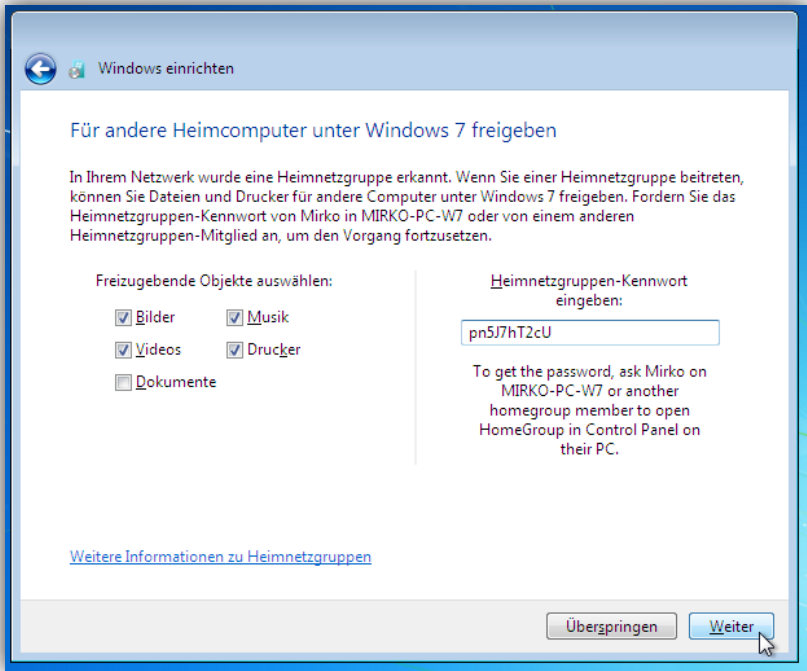 Windows einrichten
Für andere Heimcomputer unter Windows 7 freigeben
In Ihrem Netzwerk wurde eine Heimnetzgruppe erkannt. Wenn Sie einer Heimnetzgruppe beitreten,
können Sie Dateien und Drucker für andere Computer unter Windows 7 freigeben. Fordern Sie das
Heimnetzgruppen-Kennwort von Mirko in MIRKO-PC-W7 oder von einem anderen
Heimnetzgruppen-Mitglied an, um den Vorgang fortzusetzen.
Freizugebende Objekte auswählen:
Bilder Musik
Videos Drucker
Dokumente
Heimnetzgruppen-Kennwort
eingeben:
pn5J7hT2cU
To get the password, ask Mirko on
MIRKO-PC-W7 or another
homegroup member to open
HomeGroup in Control Panel on
their PC.
Weitere Informationen zu Heimnetzgruppen
Überspringen Weiter